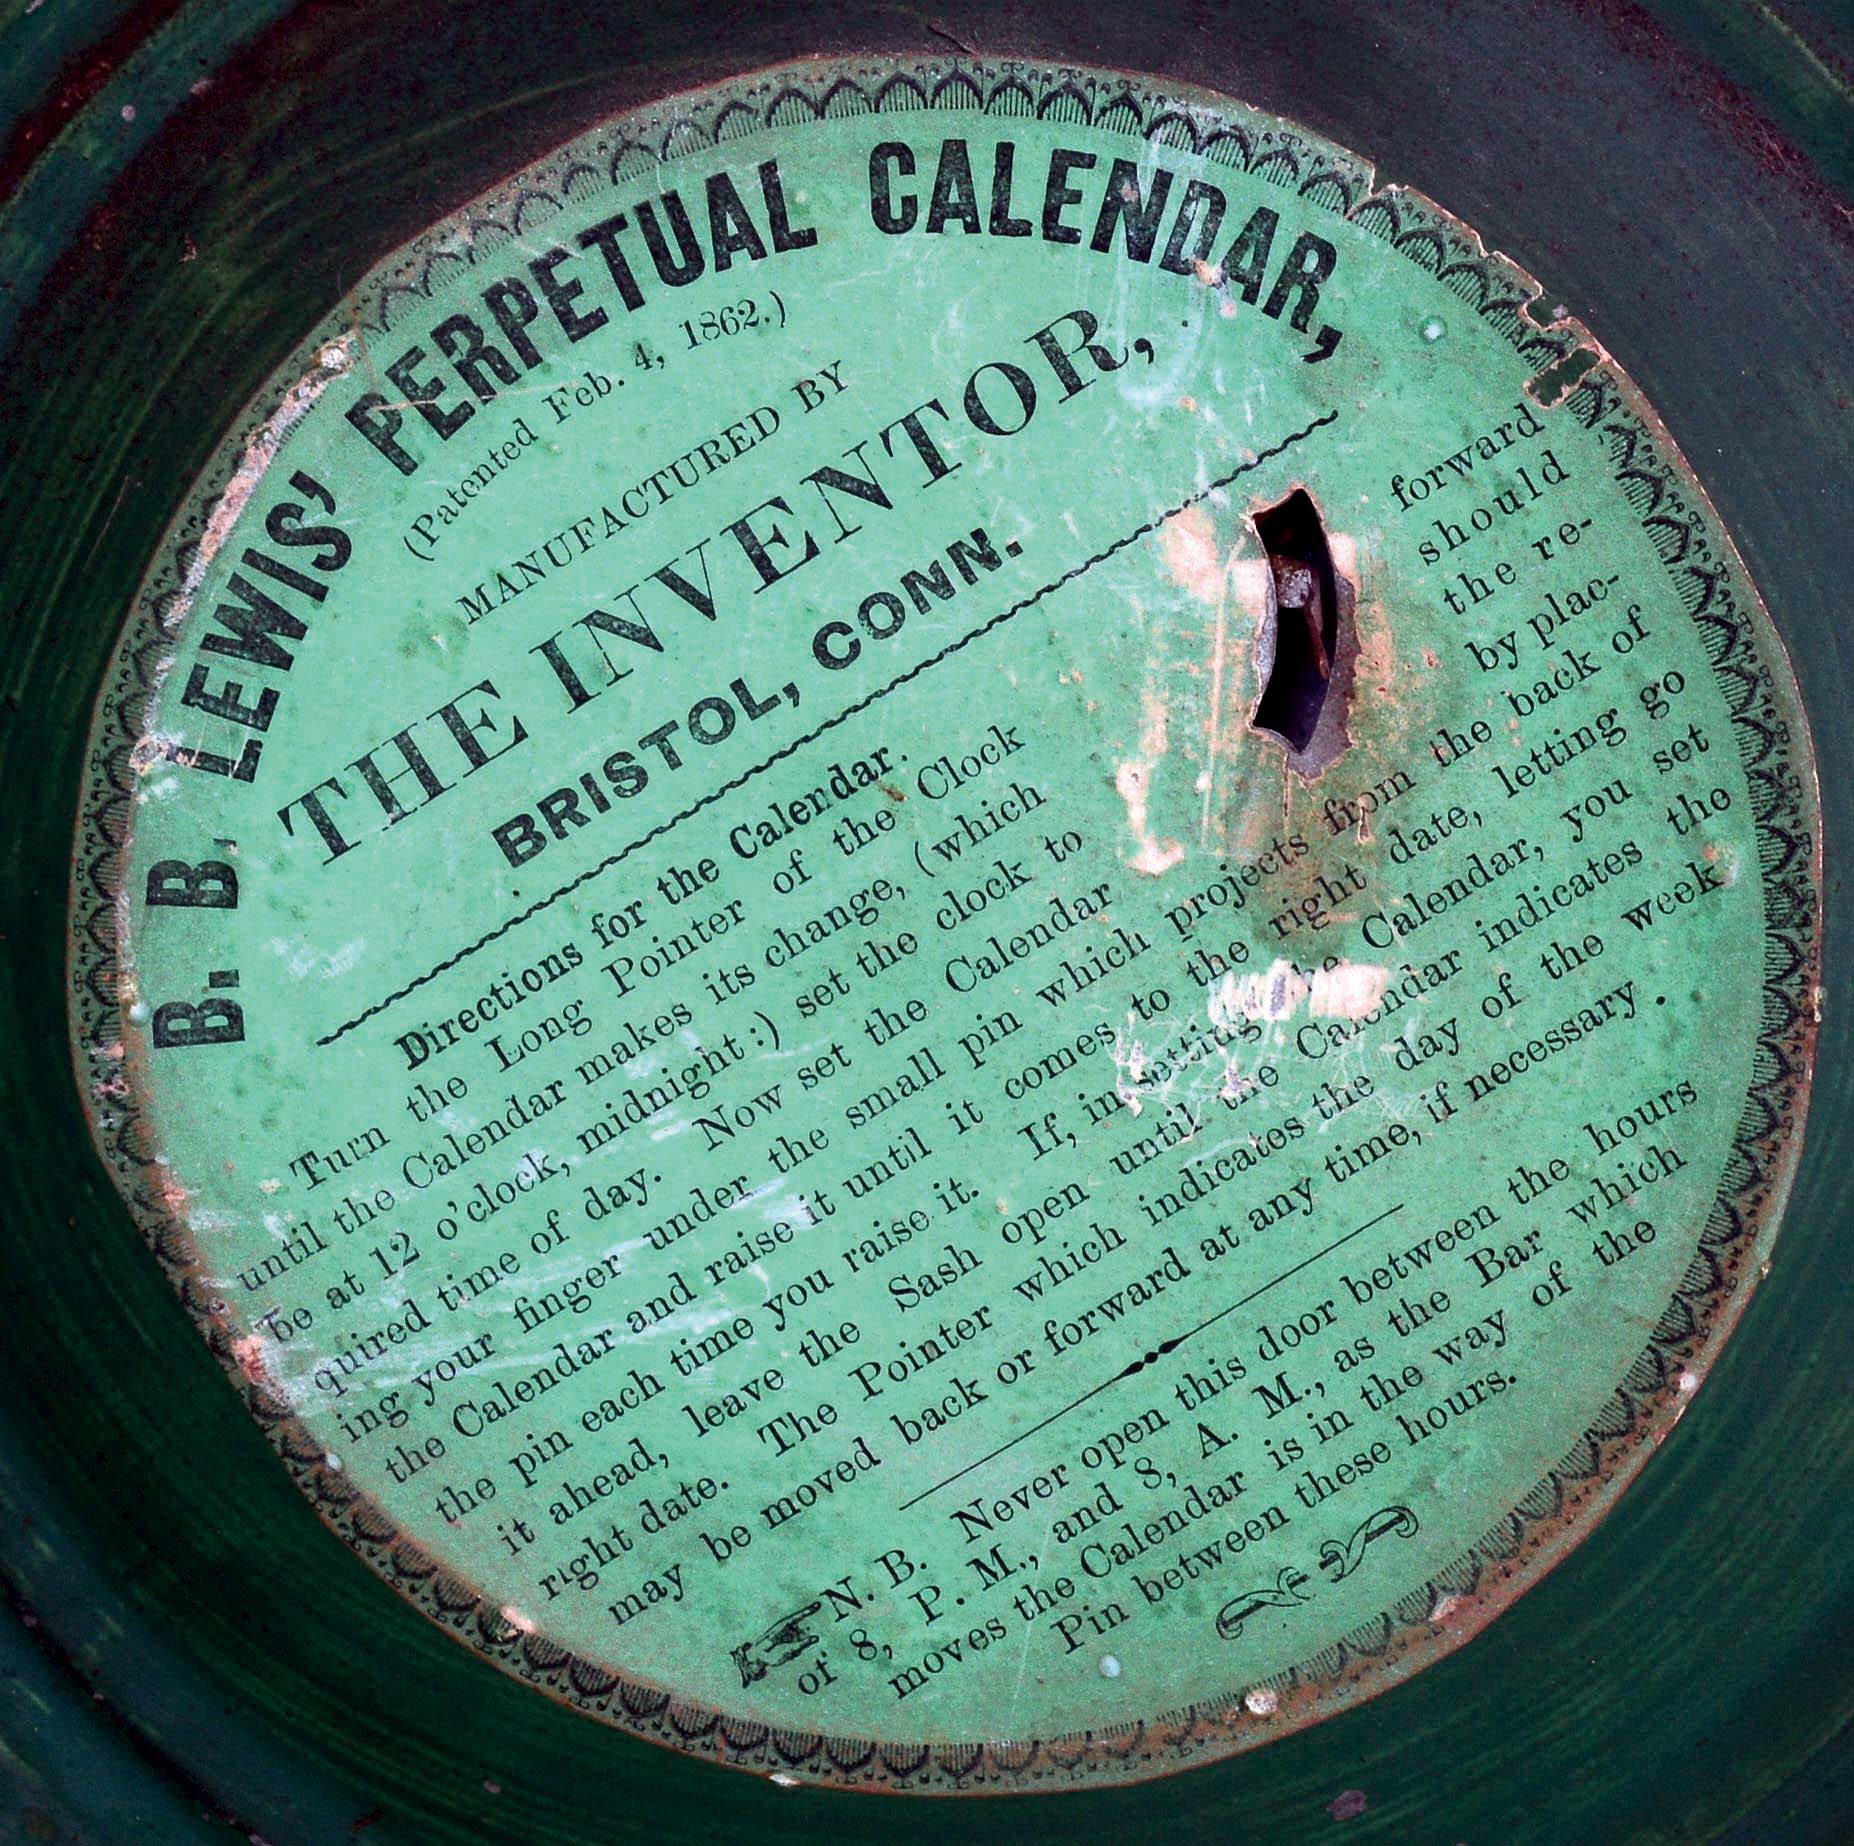 B. B. LEWIS' PERPETUAL CALENDAR,
(Patented Feb. 4, 1862.)
MANUFACTURED BY
THE INVENTOR,
BRISTOL, CONN.
Directions for the Calendar.
Turn the Long Pointer of the Clock forward
until the Calendar makes its change, (which should
be at 12 o'clock, midnight:) set the clock to the re-
quired time of day. Now set the Calendar by plac-
ing your finger under the small pin which projects from the back of
the Calendar and raise it until it comes to the right date, letting go
the pin each time you raise it. If, in setting the Calendar, you set
it ahead, leave the Sash open until the Calendar indicates the
right date. The Pointer which indicates the day of the week
may be moved back or forward at any time, if necessary.
N. B. Never open this door between the hours
of 8, P. M., and 8, A. M., as the Bar which
moves the Calendar is in the way of the
Pin between these hours.